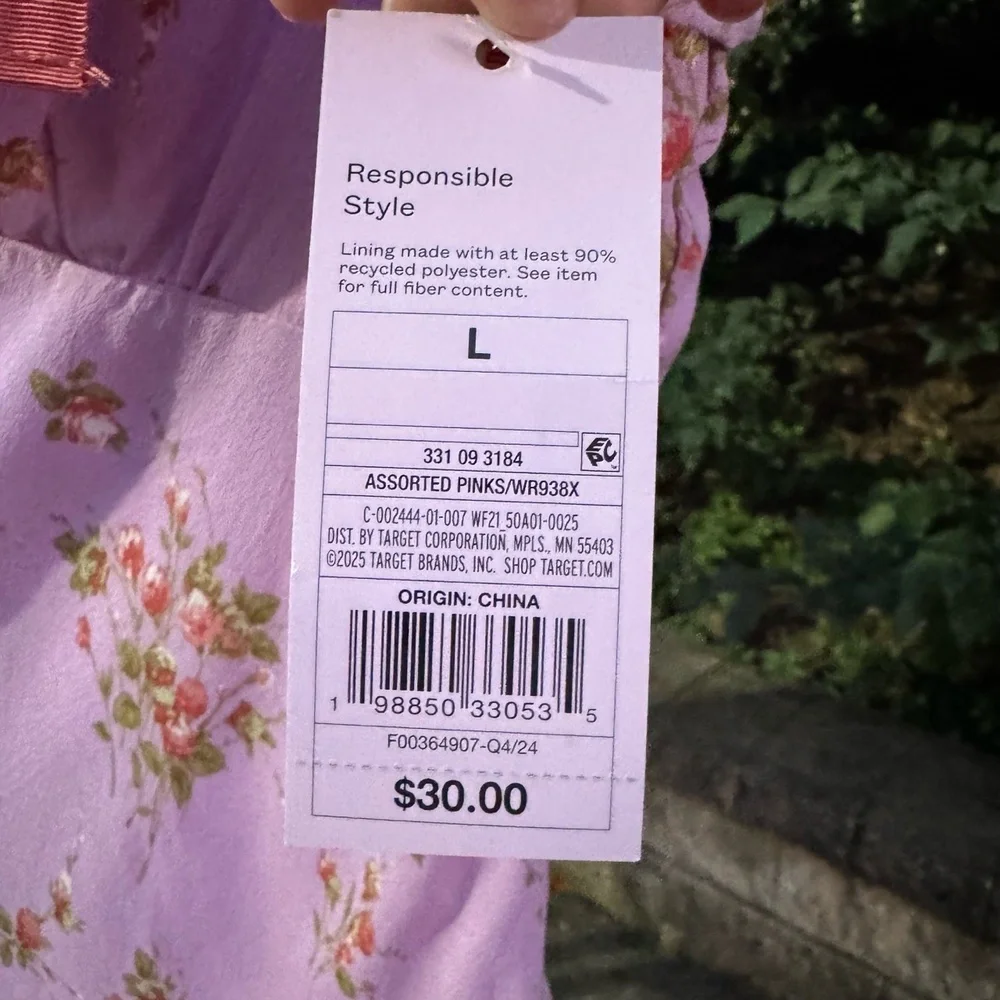 Responsible
Style
Lining made with at least 90%
recycled polyester. See item
for full fiber content.
L
EPC
331 09 3184
ASSORTED PINKS/WR938X
C-002444-01-007 WF21_50A01-0025
DIST. BY TARGET CORPORATION, MPLS., MN 55403
©2025 TARGET BRANDS, INC. SHOP TARGET.COM
ORIGIN: CHINA
1 98850 33053 5
F00364907-Q4/24
$30.00